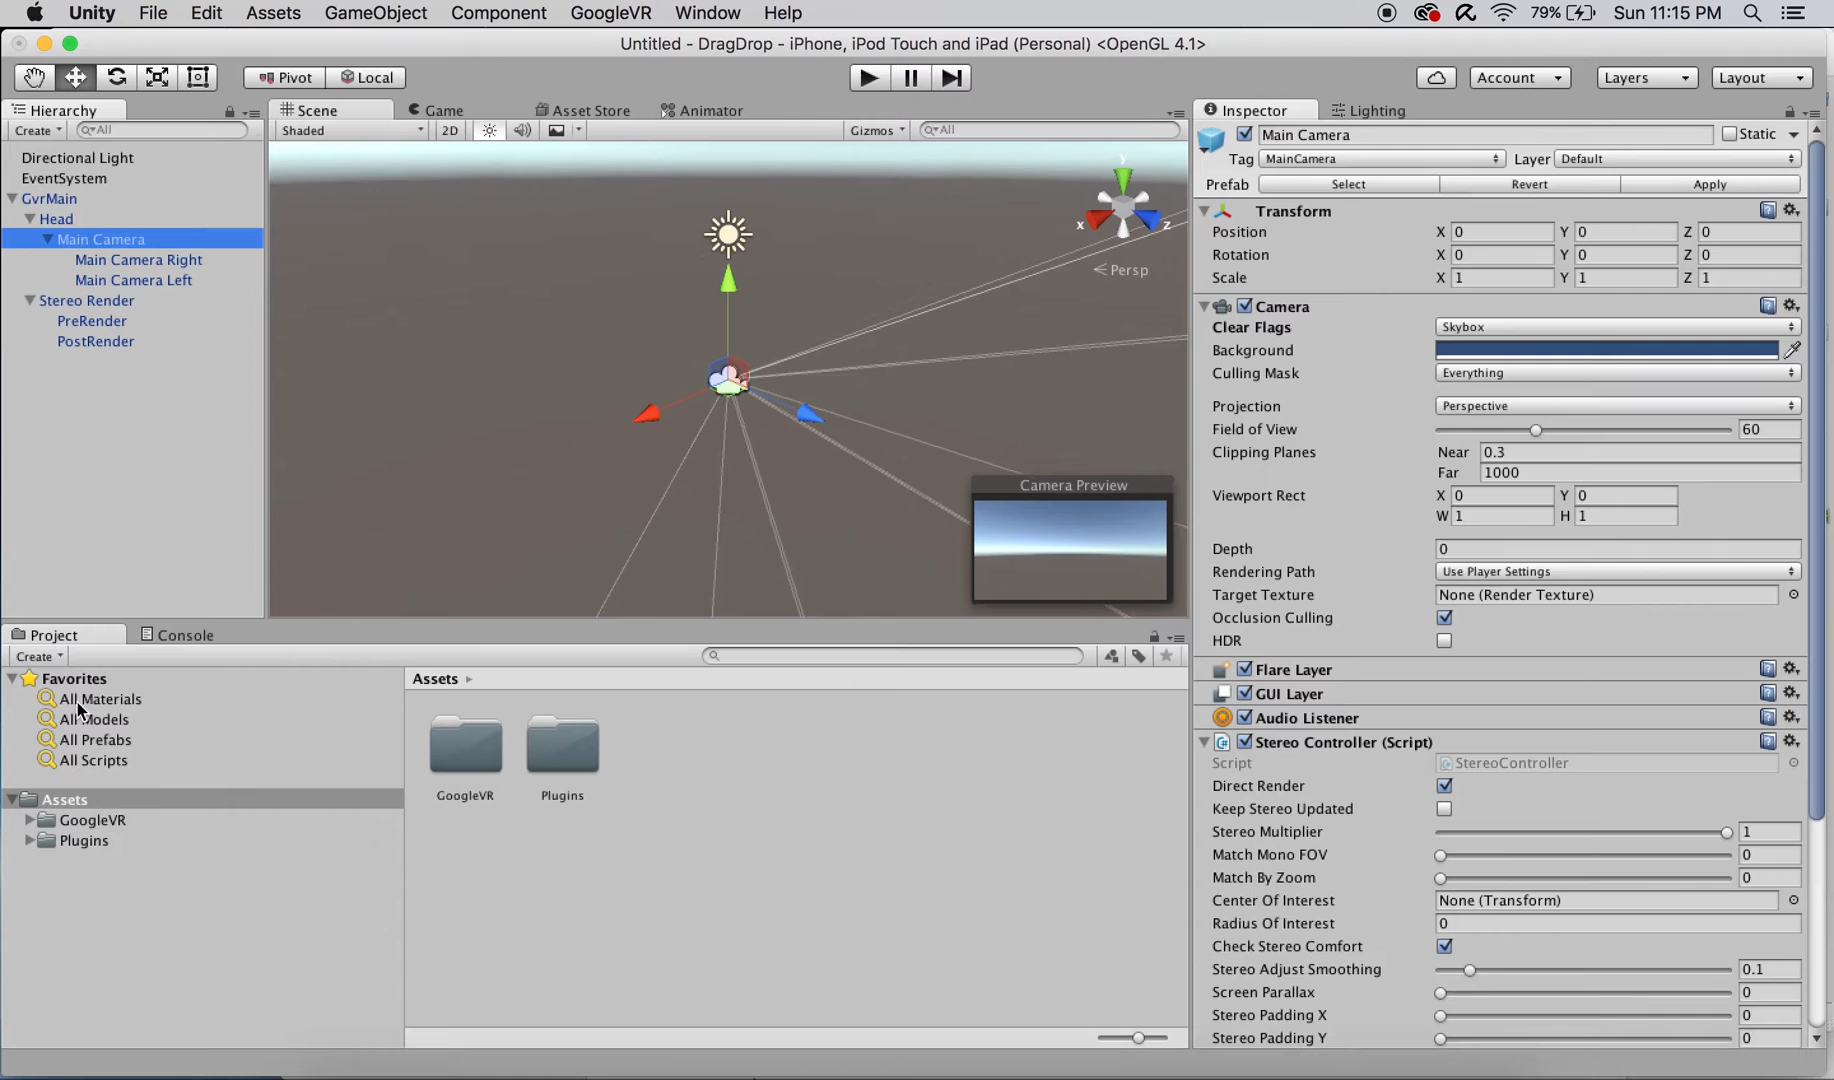 Unity File Edit Assets GameObject Component GoogleVR Window Help 79% Sun 11:15 PM
Untitled - DragDrop - iPhone, iPod Touch and iPad (Personal) <OpenGL 4.1>
Pivot Local Account Layers Layout
Hierarchy
Create All
Directional Light
EventSystem
GvrMain
Head
Main Camera
Main Camera Right
Main Camera Left
Stereo Render
PreRender
PostRender
Scene Game Asset Store Animator
Shaded 2D Gizmos All
y
x z
Persp
Camera Preview
Inspector Lighting
Main Camera Static
Tag MainCamera Layer Default
Prefab Select Revert Apply
Transform
Position X 0 Y 0 Z 0
Rotation X 0 Y 0 Z 0
Scale X 1 Y 1 Z 1
Camera
Clear Flags Skybox
Background
Culling Mask Everything
Projection Perspective
Field of View 60
Clipping Planes Near 0.3
Far 1000
Viewport Rect X 0 Y 0
W 1 H 1
Depth 0
Rendering Path Use Player Settings
Target Texture None (Render Texture)
Occlusion Culling
HDR
Flare Layer
GUI Layer
Audio Listener
Stereo Controller (Script)
Script StereoController
Direct Render
Keep Stereo Updated
Stereo Multiplier 1
Match Mono FOV 0
Match By Zoom 0
Center Of Interest None (Transform)
Radius Of Interest 0
Check Stereo Comfort
Stereo Adjust Smoothing 0.1
Screen Parallax 0
Stereo Padding X 0
Stereo Padding Y 0
Project Console
Create
Favorites
All Materials
All Models
All Prefabs
All Scripts
Assets
GoogleVR
Plugins
Assets
GoogleVR Plugins